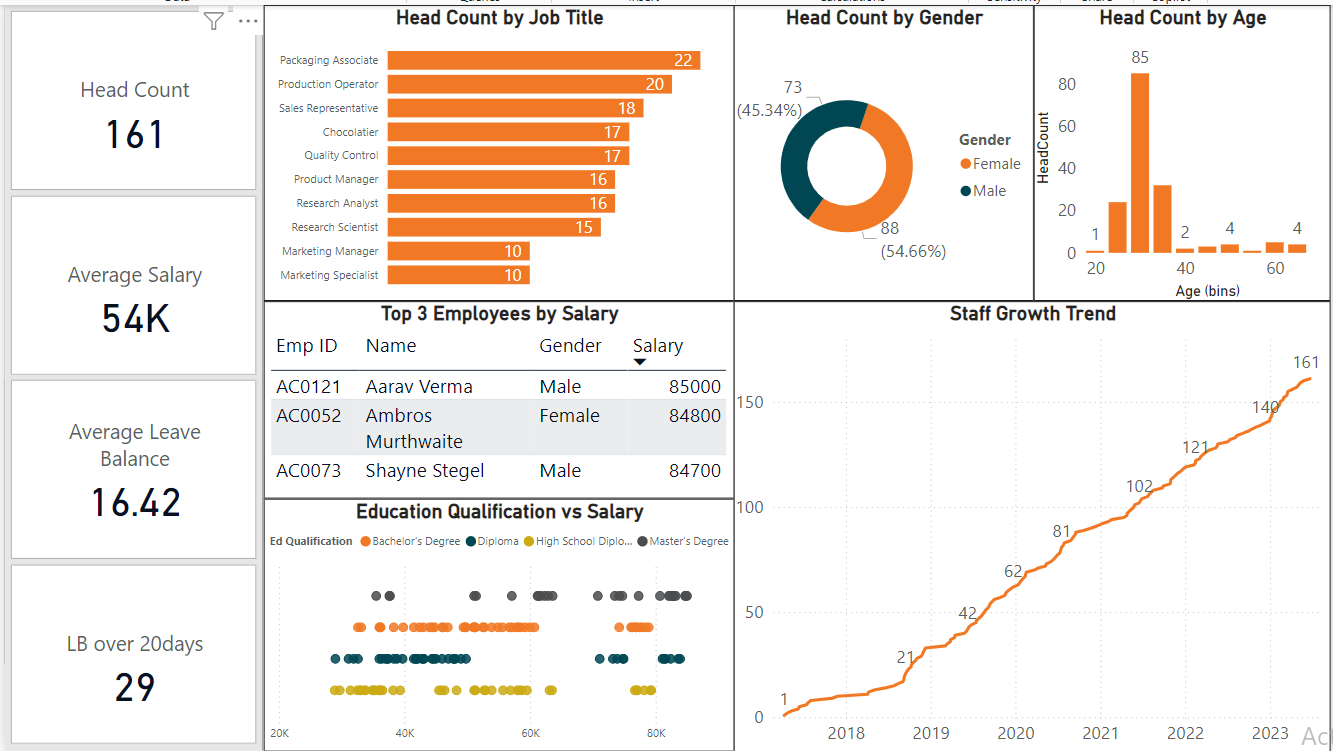 Head Count
161
Average Salary
54K
Average Leave
Balance
16.42
LB over 20days
29
Head Count by Job Title
Packaging Associate 22
Production Operator 20
Sales Representative 18
Chocolatier 17
Quality Control 17
Product Manager 16
Research Analyst 16
Research Scientist 15
Marketing Manager 10
Marketing Specialist 10
Head Count by Gender
73
(45.34%)
88
(54.66%)
Gender
Female
Male
Head Count by Age
HeadCount
80
60
40
20
0
1
85
2
4
4
20 40 60
Age (bins)
Top 3 Employees by Salary
Emp ID Name Gender Salary
AC0121 Aarav Verma Male 85000
AC0052 Ambros Female 84800
Murthwaite
AC0073 Shayne Stegel Male 84700
Education Qualification vs Salary
Ed Qualification Bachelor's Degree Diploma High School Diplo... Master's Degree
20K 40K 60K 80K
Staff Growth Trend
150
100
50
0
1
21
42
62
81
102
121
140
161
2018 2019 2020 2021 2022 2023